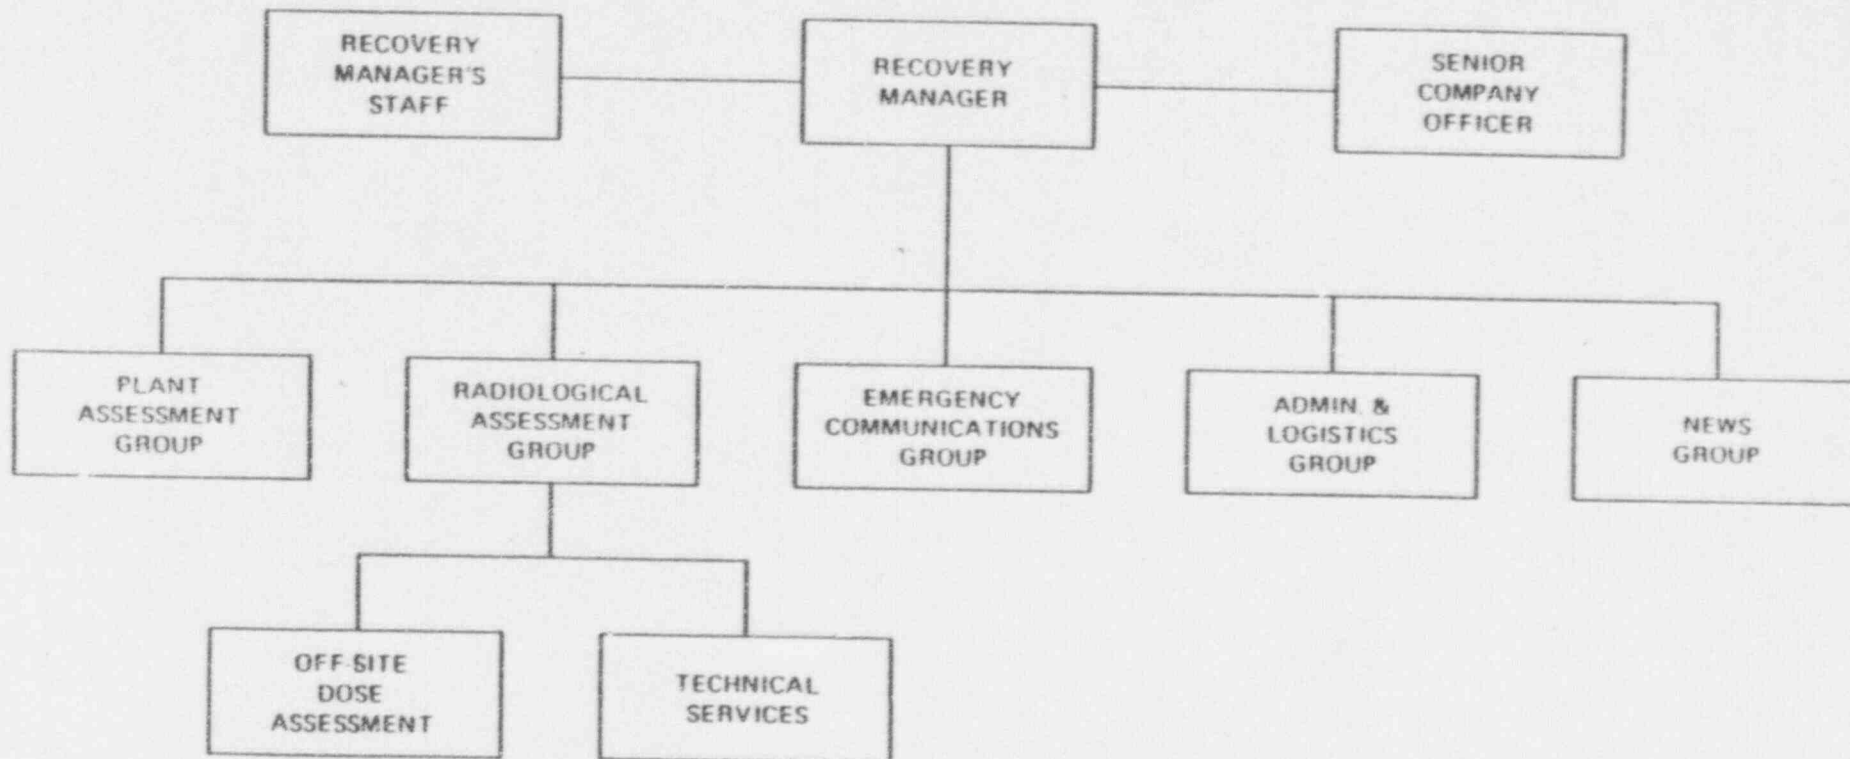 RECOVERY
MANAGER'S
STAFF
RECOVERY
MANAGER
SENIOR
COMPANY
OFFICER
PLANT
ASSESSMENT
GROUP
RADIOLOGICAL
ASSESSMENT
GROUP
EMERGENCY
COMMUNICATIONS
GROUP
ADMIN. &
LOGISTICS
GROUP
NEWS
GROUP
OFF-SITE
DOSE
ASSESSMENT
TECHNICAL
SERVICES